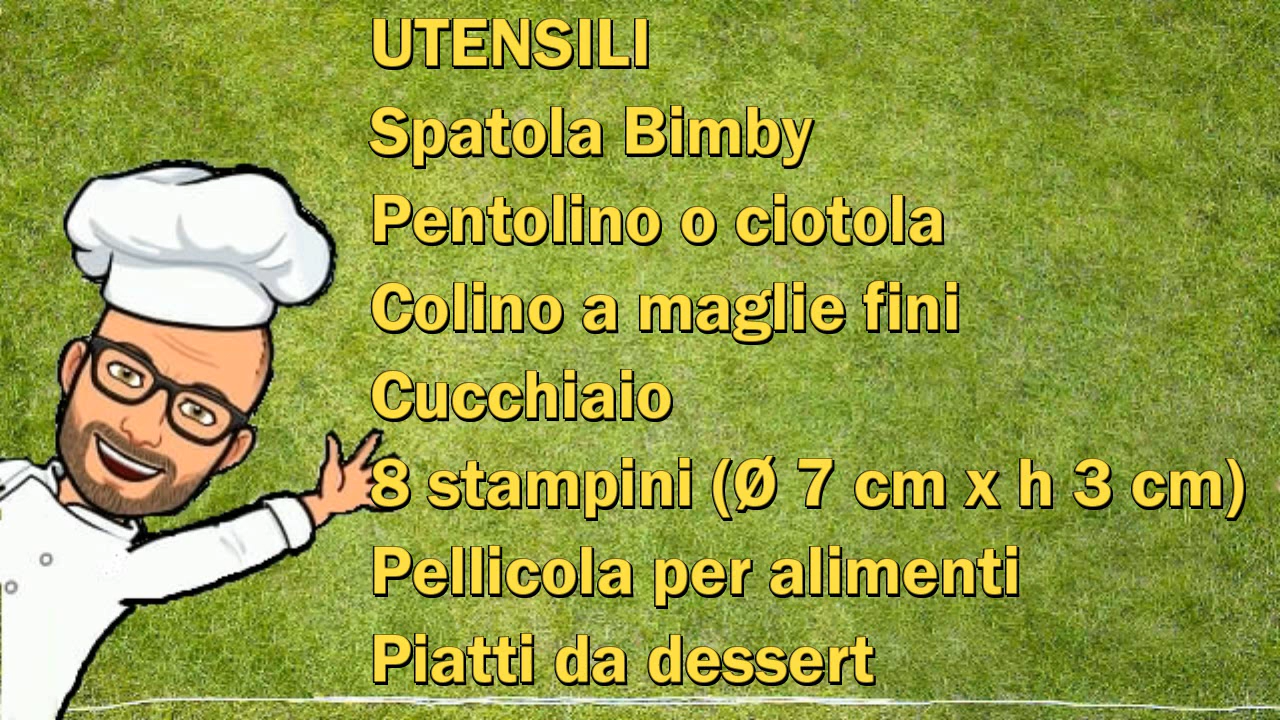 UTENSILI
Spatola Bimby
Pentolino o ciotola
Colino a maglie fini
Cucchiaio
8 stampini (Ø 7 cm x h 3 cm)
Pellicola per alimenti
Piatti da dessert